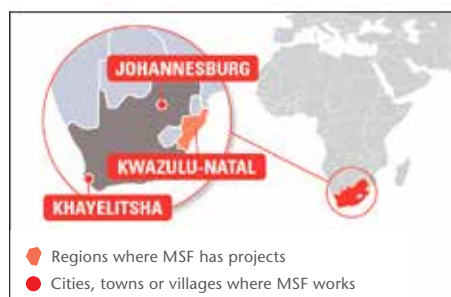 JOHANNESBURG
KWAZULU-NATAL
KHAYELITSHA
Regions where MSF has projects
Cities, towns or villages where MSF works